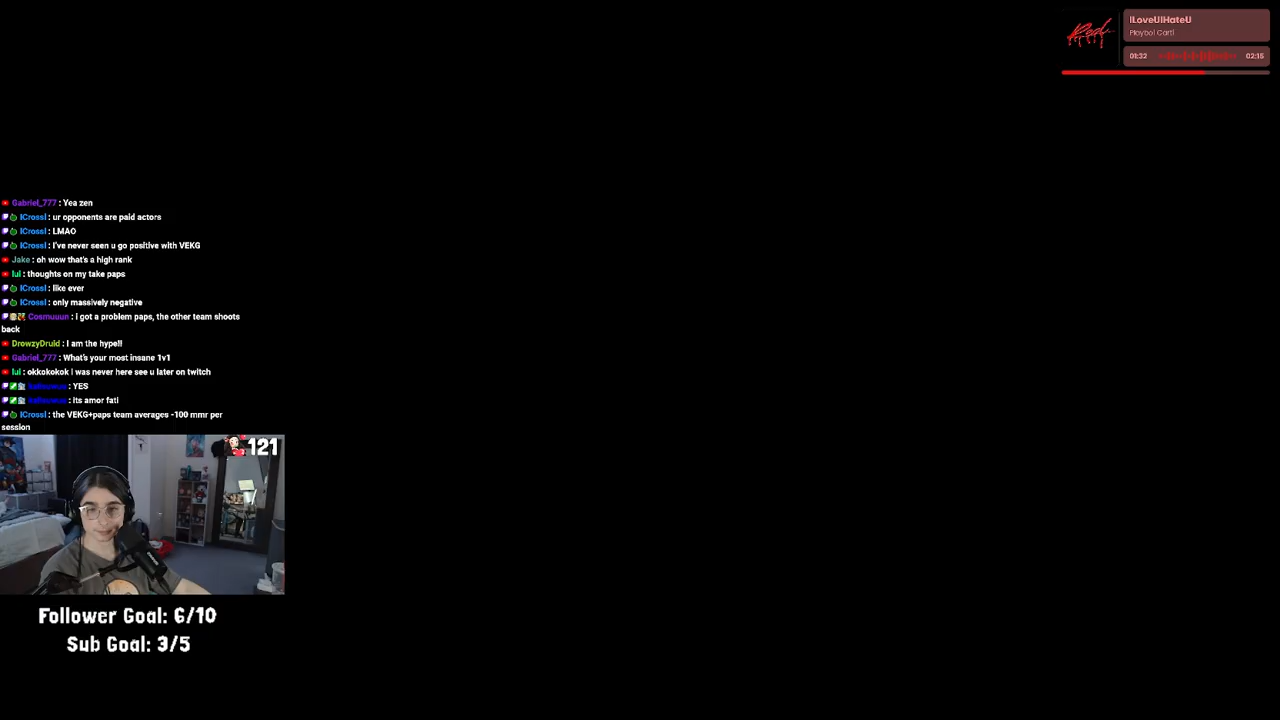 Red
iLoveUIHateU
Playboi Carti
01:32
02:15
Gabriel_777 : Yea zen
ICrossI : ur opponents are paid actors
ICrossI : LMAO
ICrossI : I've never seen u go positive with VEKG
Jake : oh wow that's a high rank
lul : thoughts on my take paps
ICrossI : like ever
ICrossI : only massively negative
Cosmuuun : I got a problem paps, the other team shoots
back
DrowzyDruid : I am the hype!!
Gabriel_777 : What's your most insane 1v1
lul : okkokokok i was never here see u later on twitch
: YES
: its amor fati
ICrossI : the VEKG+paps team averages -100 mmr per
session
121
Follower Goal: 6/10
Sub Goal: 3/5